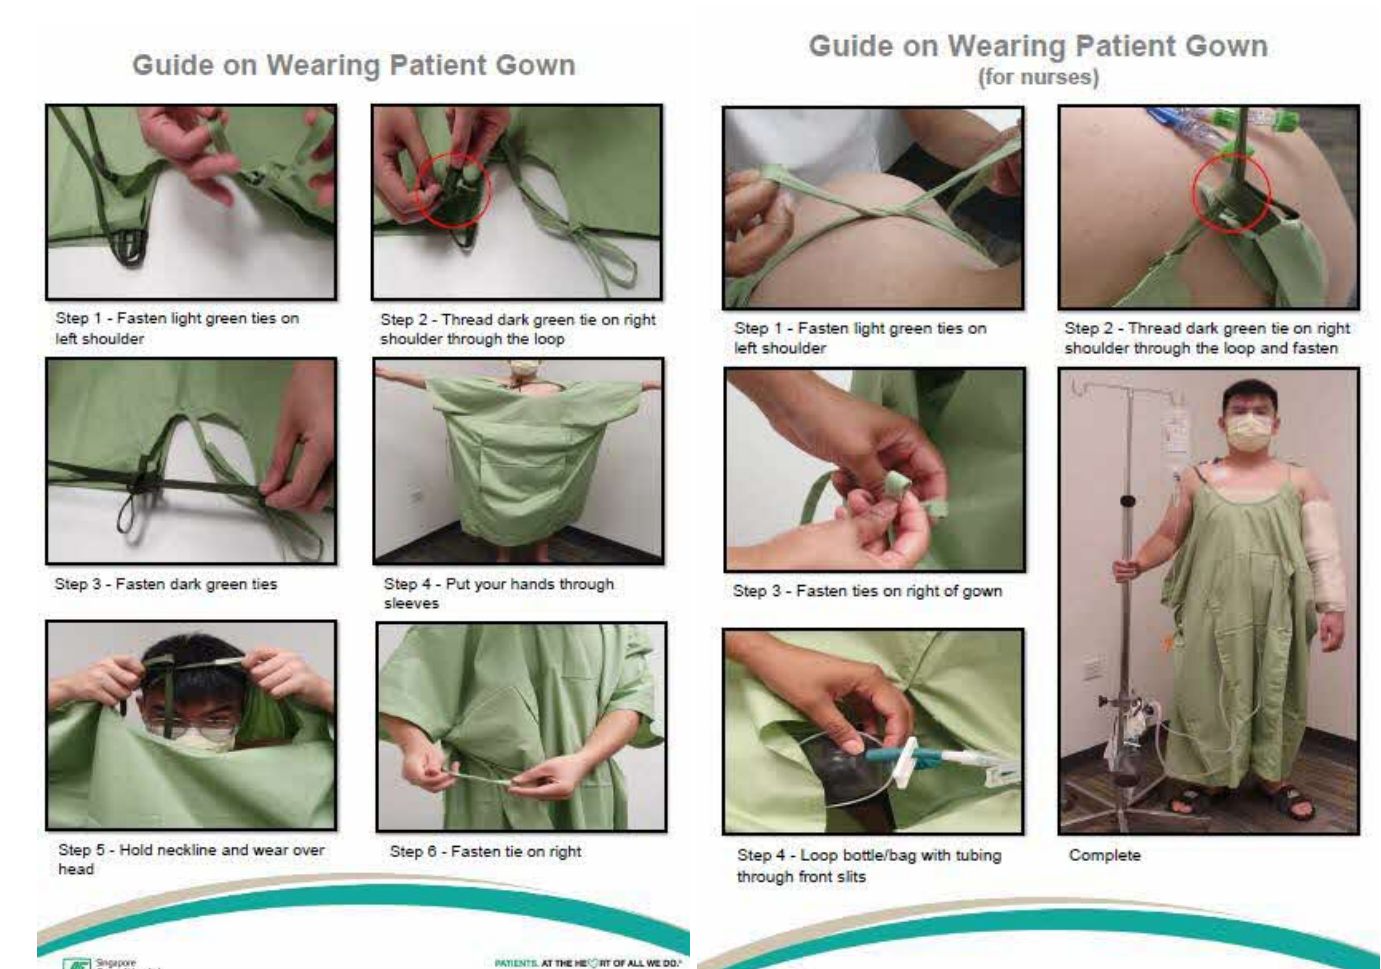 Guide on Wearing Patient Gown
Step 1 - Fasten light green ties on
left shoulder
Step 2 - Thread dark green tie on right
shoulder through the loop
Step 3 - Fasten dark green ties
Step 4 - Put your hands through
sleeves
Step 5 - Hold neckline and wear over
head
Step 6 - Fasten tie on right
Singapore
PATIENTS. AT THE HEART OF ALL WE DO.®
Guide on Wearing Patient Gown
(for nurses)
Step 1 - Fasten light green ties on
left shoulder
Step 2 - Thread dark green tie on right
shoulder through the loop and fasten
Step 3 - Fasten ties on right of gown
Step 4 - Loop bottle/bag with tubing
through front slits
Complete